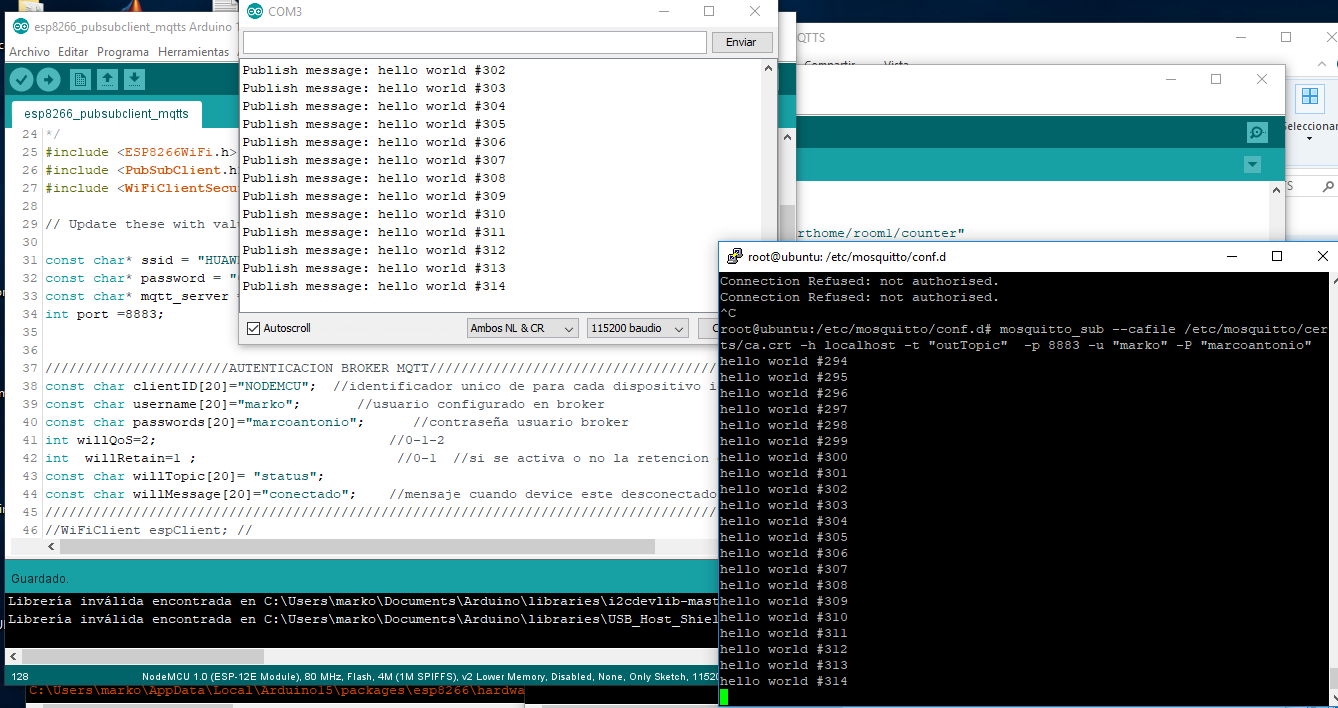 esp8266_pubsubclient_mqtts Arduino 1
Archivo Editar Programa Herramientas
esp8266_pubsubclient_mqtts
24 */
25 #include <ESP8266WiFi.h>
26 #include <PubSubClient.h
27 #include <WiFiClientSecu
28
29 // Update these with valu
30
31 const char* ssid = "HUAW
32 const char* password = "
33 const char* mqtt_server =
34 int port =8883;
35
36
37 ///////////////////////AUTENTICACION BROKER MQTT////////////////////////////////////
38 const char clientID[20]="NODEMCU"; //identificador unico de para cada dispositivo i
39 const char username[20]="marko"; //usuario configurado en broker
40 const char passwords[20]="marcoantonio"; //contraseña usuario broker
41 int willQoS=2; //0-1-2
42 int willRetain=1 ; //0-1 //si se activa o no la retencion
43 const char willTopic[20]= "status";
44 const char willMessage[20]="conectado"; //mensaje cuando device este desconectado
45 ////////////////////////////////////////////////////////////////////////////////////
46 //WiFiClient espClient; //
Guardado.
Librería inválida encontrada en C:\Users\marko\Documents\Arduino\libraries\i2cdevlib-mast
Librería inválida encontrada en C:\Users\marko\Documents\Arduino\libraries\USB_Host_Shiel
128 NodeMCU 1.0 (ESP-12E Module), 80 MHz, Flash, 4M (1M SPIFFS), v2 Lower Memory, Disabled, None, Only Sketch, 11520
C:\Users\marko\AppData\Local\Arduino15\packages\esp8266\hardwa
COM3
Enviar
Publish message: hello world #302
Publish message: hello world #303
Publish message: hello world #304
Publish message: hello world #305
Publish message: hello world #306
Publish message: hello world #307
Publish message: hello world #308
Publish message: hello world #309
Publish message: hello world #310
Publish message: hello world #311
Publish message: hello world #312
Publish message: hello world #313
Publish message: hello world #314
Autoscroll
Ambos NL & CR
115200 baudio
QTTS
Compartir Vista
eleccionar
S
rthome/room1/counter"
root@ubuntu: /etc/mosquitto/conf.d
Connection Refused: not authorised.
Connection Refused: not authorised.
^C
root@ubuntu:/etc/mosquitto/conf.d# mosquitto_sub --cafile /etc/mosquitto/cer
ts/ca.crt -h localhost -t "outTopic" -p 8883 -u "marko" -P "marcoantonio"
hello world #294
hello world #295
hello world #296
hello world #297
hello world #298
hello world #299
hello world #300
hello world #301
hello world #302
hello world #303
hello world #304
hello world #305
hello world #306
hello world #307
hello world #308
hello world #309
hello world #310
hello world #311
hello world #312
hello world #313
hello world #314